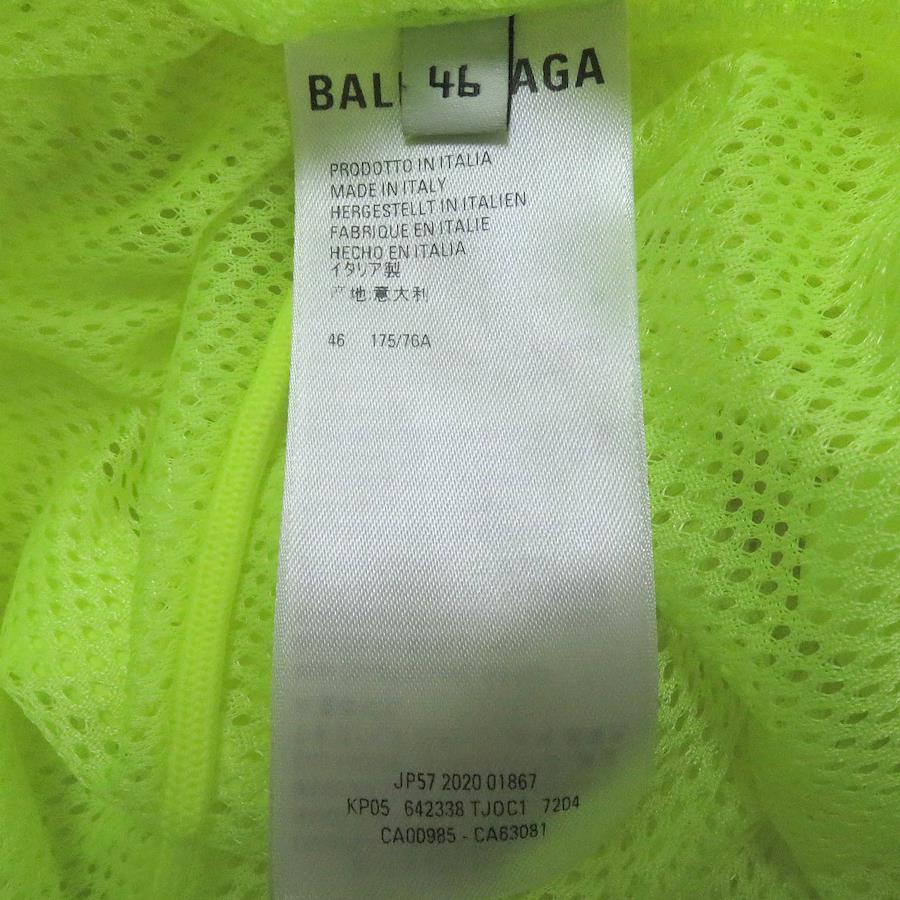 BAL AGA
46
PRODOTTO IN ITALIA
MADE IN ITALY
HERGESTELLT IN ITALIEN
FABRIQUE EN ITALIE
HECHO EN ITALIA
イタリア製
产地:意大利
46 175/76A
JP57 2020 01867
KP05 642338 TJOC1 7204
CA00985 - CA63081